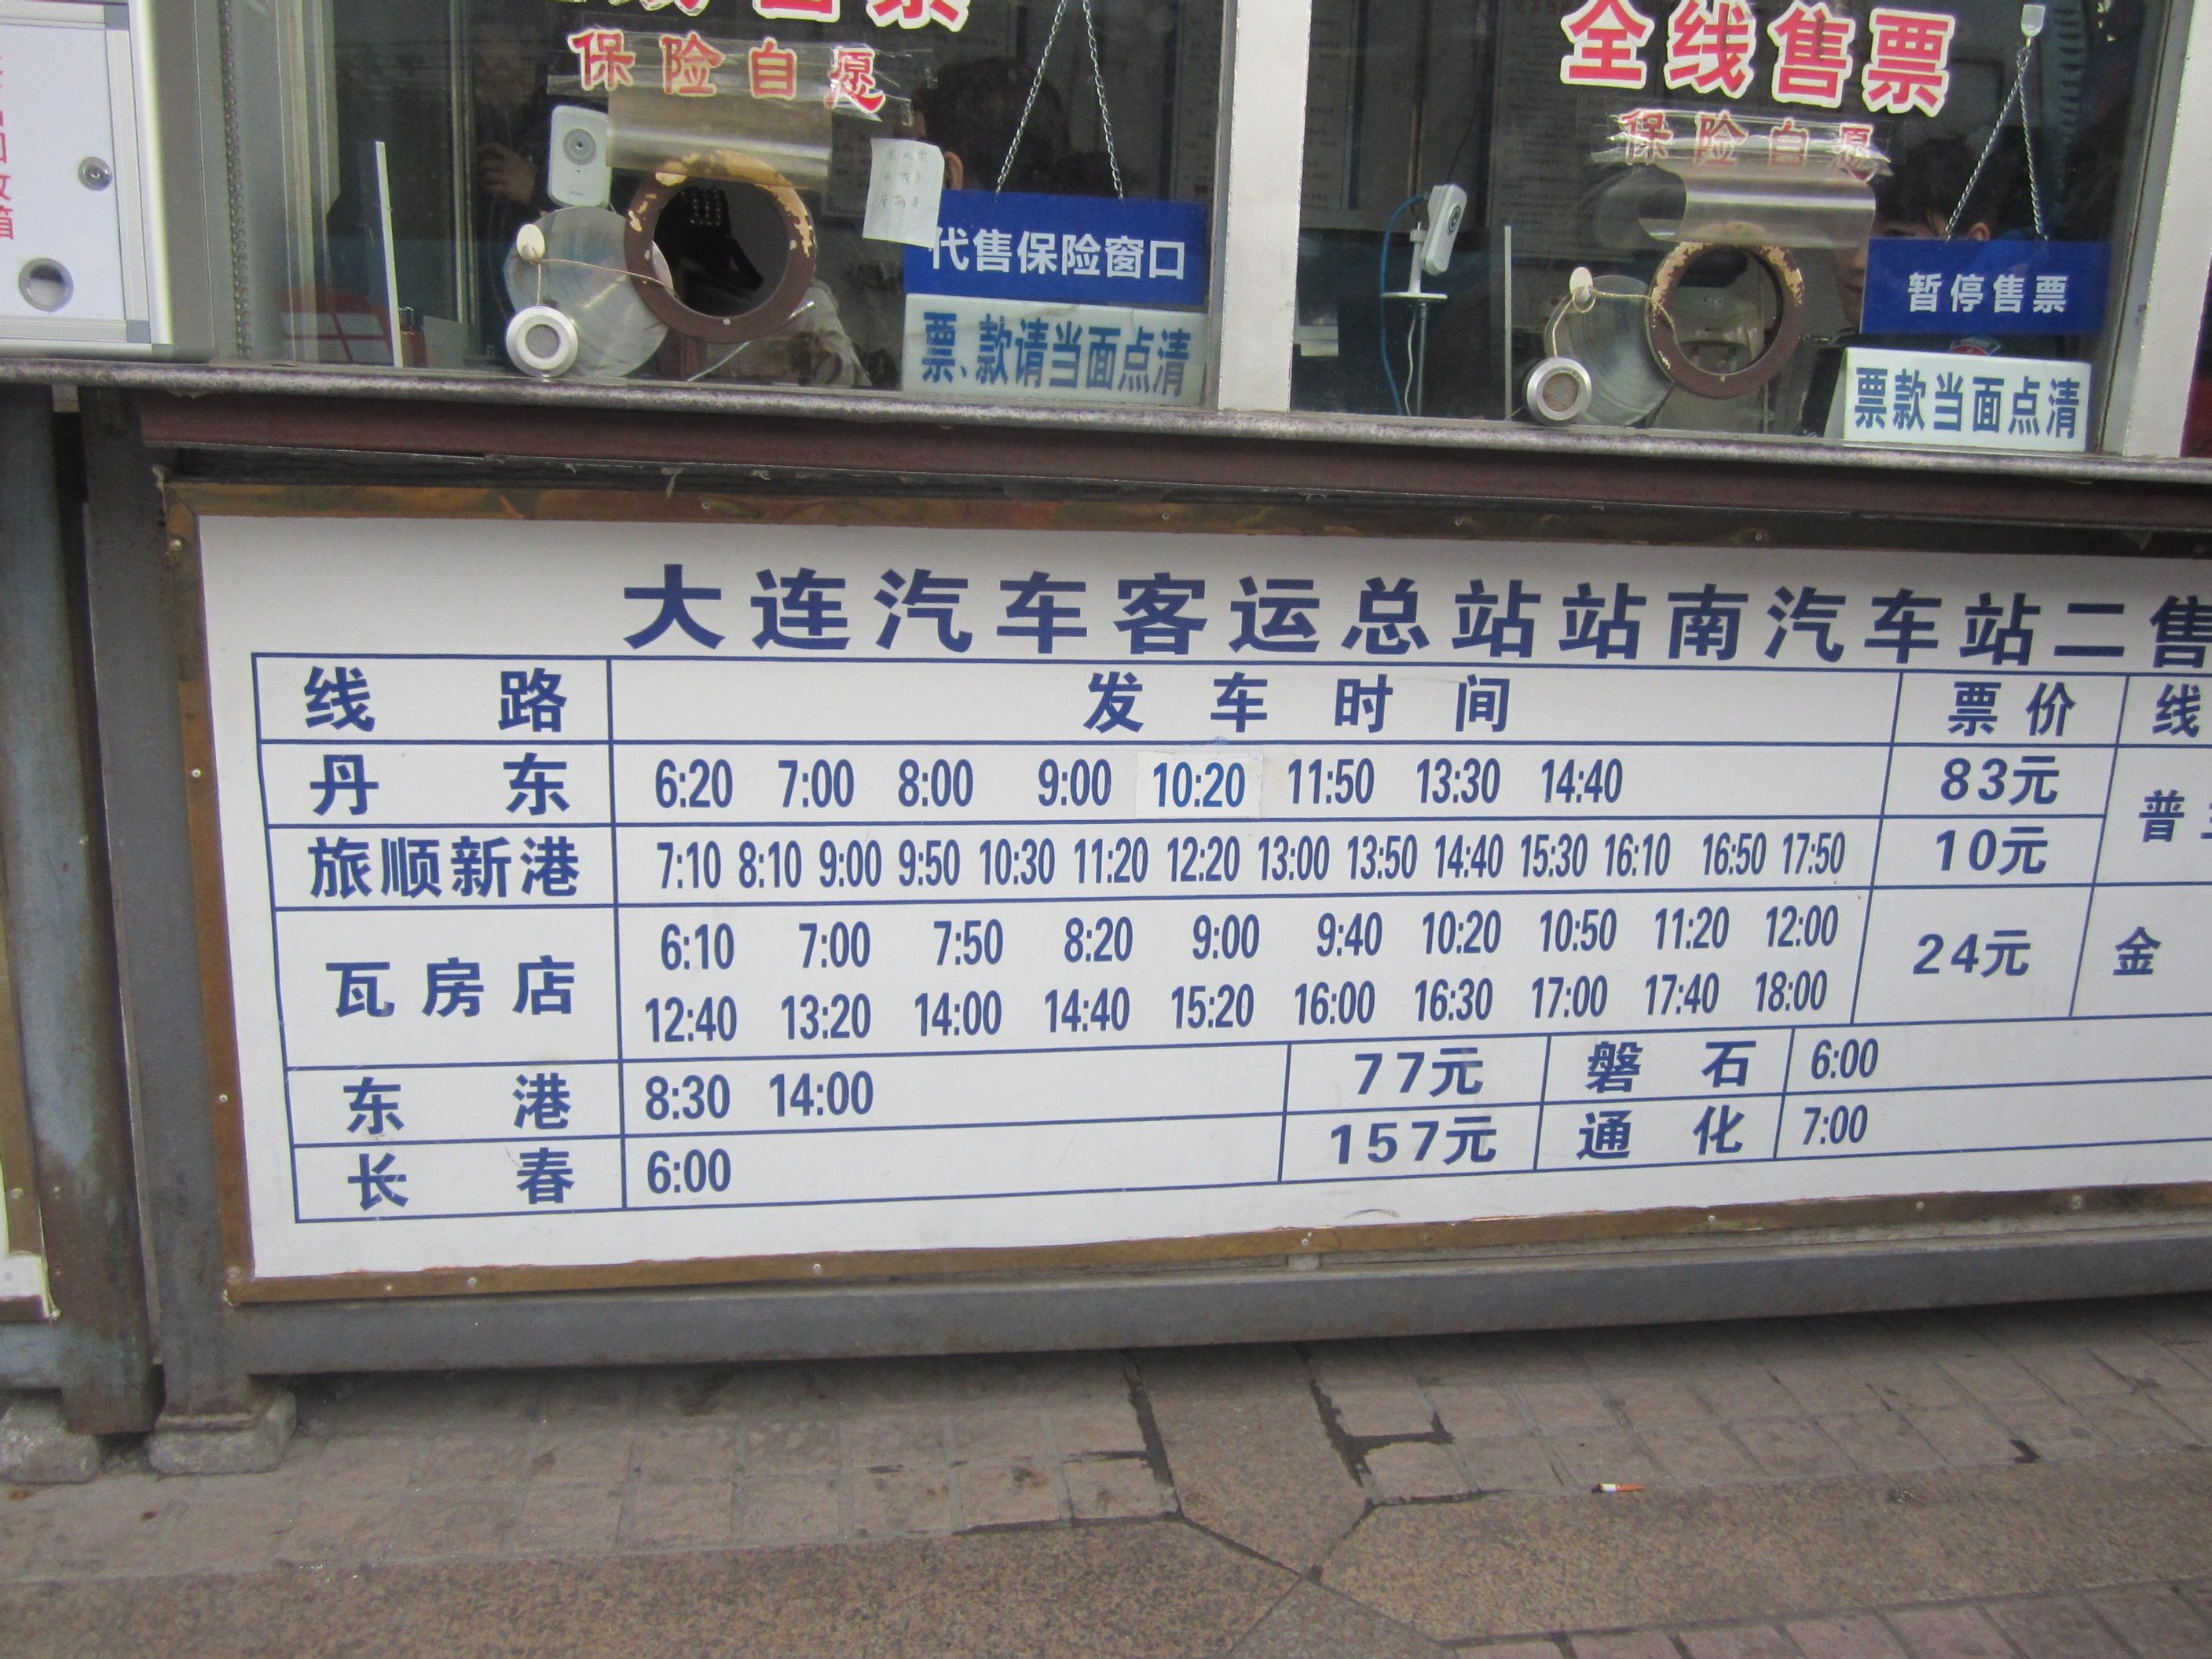 保险自愿
全线售票
保险自愿
代售保险窗口
票、款请当面点清
暂停售票
票款当面点清
大连汽车客运总站站南汽车站二售
线路 发车时间 票价 线
丹东 6:20 7:00 8:00 9:00 10:20 11:50 13:30 14:40 83元 普
旅顺新港 7:10 8:10 9:00 9:50 10:30 11:20 12:20 13:00 13:50 14:40 15:30 16:10 16:50 17:50 10元
瓦房店 6:10 7:00 7:50 8:20 9:00 9:40 10:20 10:50 11:20 12:00 24元 金
12:40 13:20 14:00 14:40 15:20 16:00 16:30 17:00 17:40 18:00
东港 8:30 14:00 77元 磐石 6:00
长春 6:00 157元 通化 7:00